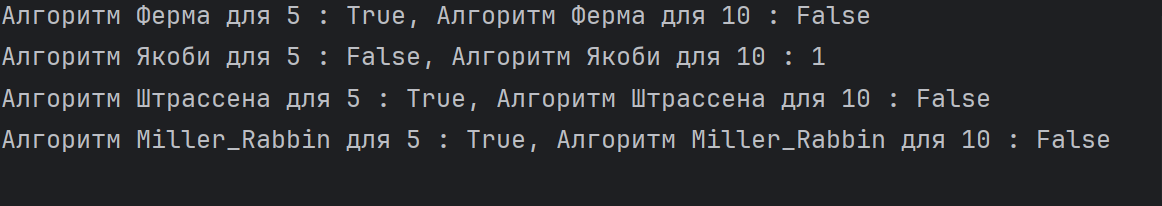 Алгоритм Ферма для 5 : True, Алгоритм Ферма для 10 : False
Алгоритм Якоби для 5 : False, Алгоритм Якоби для 10 : 1
Алгоритм Штрассена для 5 : True, Алгоритм Штрассена для 10 : False
Алгоритм Miller_Rabbin для 5 : True, Алгоритм Miller_Rabbin для 10 : False